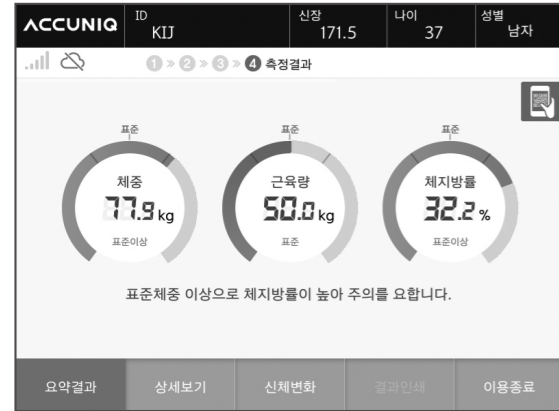 ACCUNIQ
ID
KIJ
신장
171.5
나이
37
성별
남자
1 » 2 » 3 » 4 측정결과
표준
체중
77.9 kg
표준이상
표준
근육량
50.0 kg
표준
표준
체지방률
32.2 %
표준이상
표준체중 이상으로 체지방률이 높아 주의를 요합니다.
요약결과
상세보기
신체변화
결과인쇄
이용종료